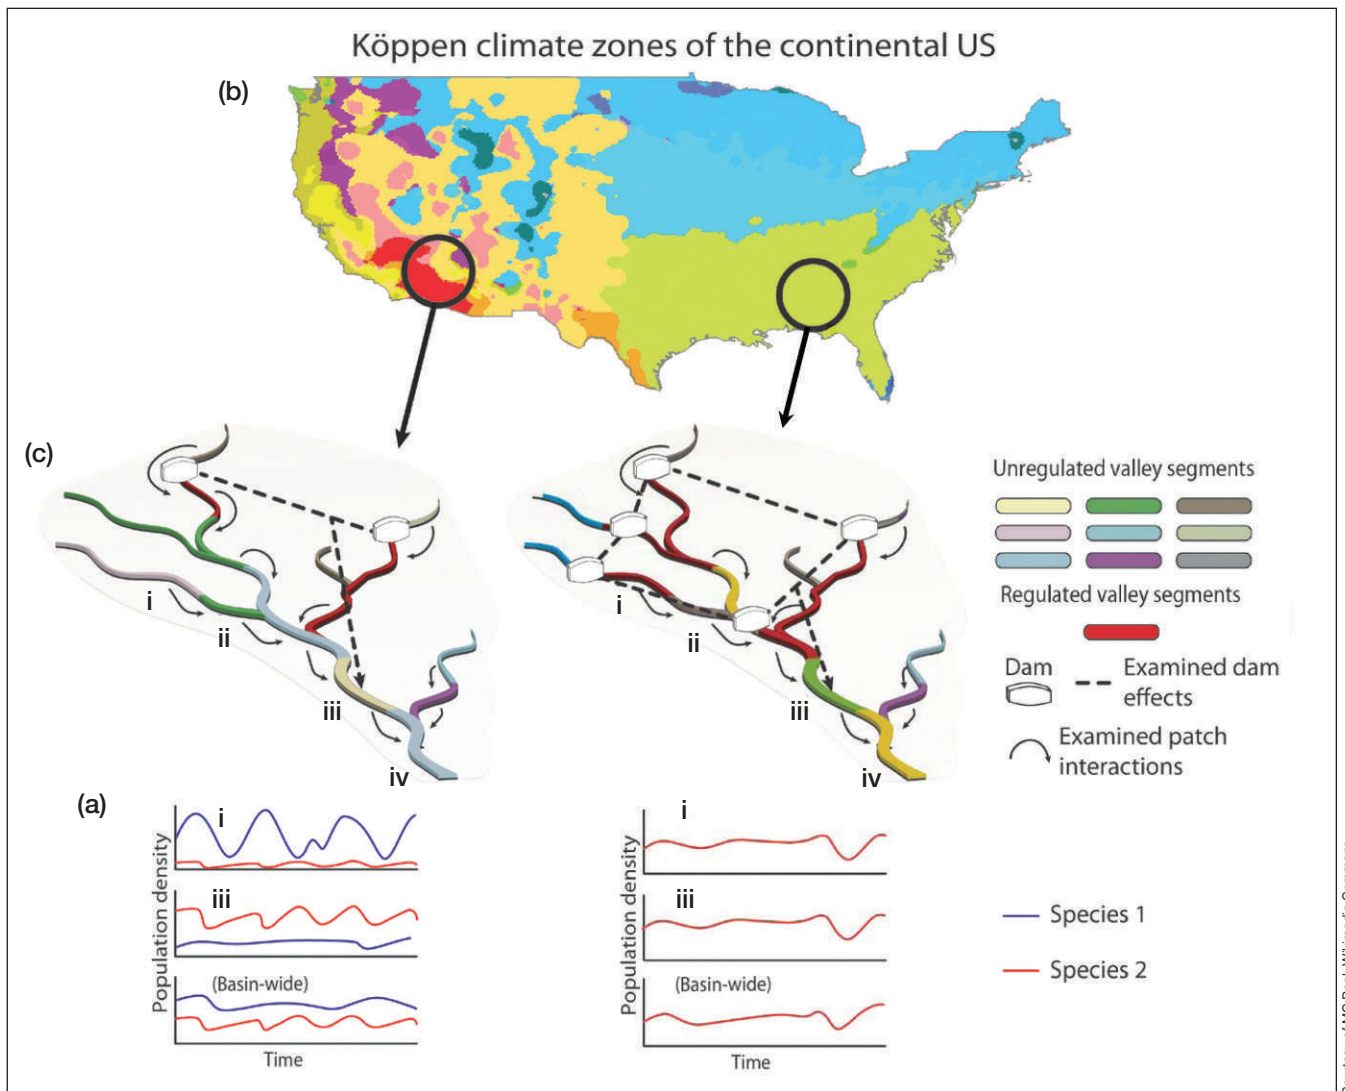 Köppen climate zones of the continental US
(b)
(c)
i
ii
iii
iv
i
ii
iii
iv
Unregulated valley segments
Regulated valley segments
Dam
Examined dam
effects
Examined patch
interactions
(a)
Population density
i
iii
(Basin-wide)
Time
Population density
i
iii
(Basin-wide)
Time
Species 1
Species 2